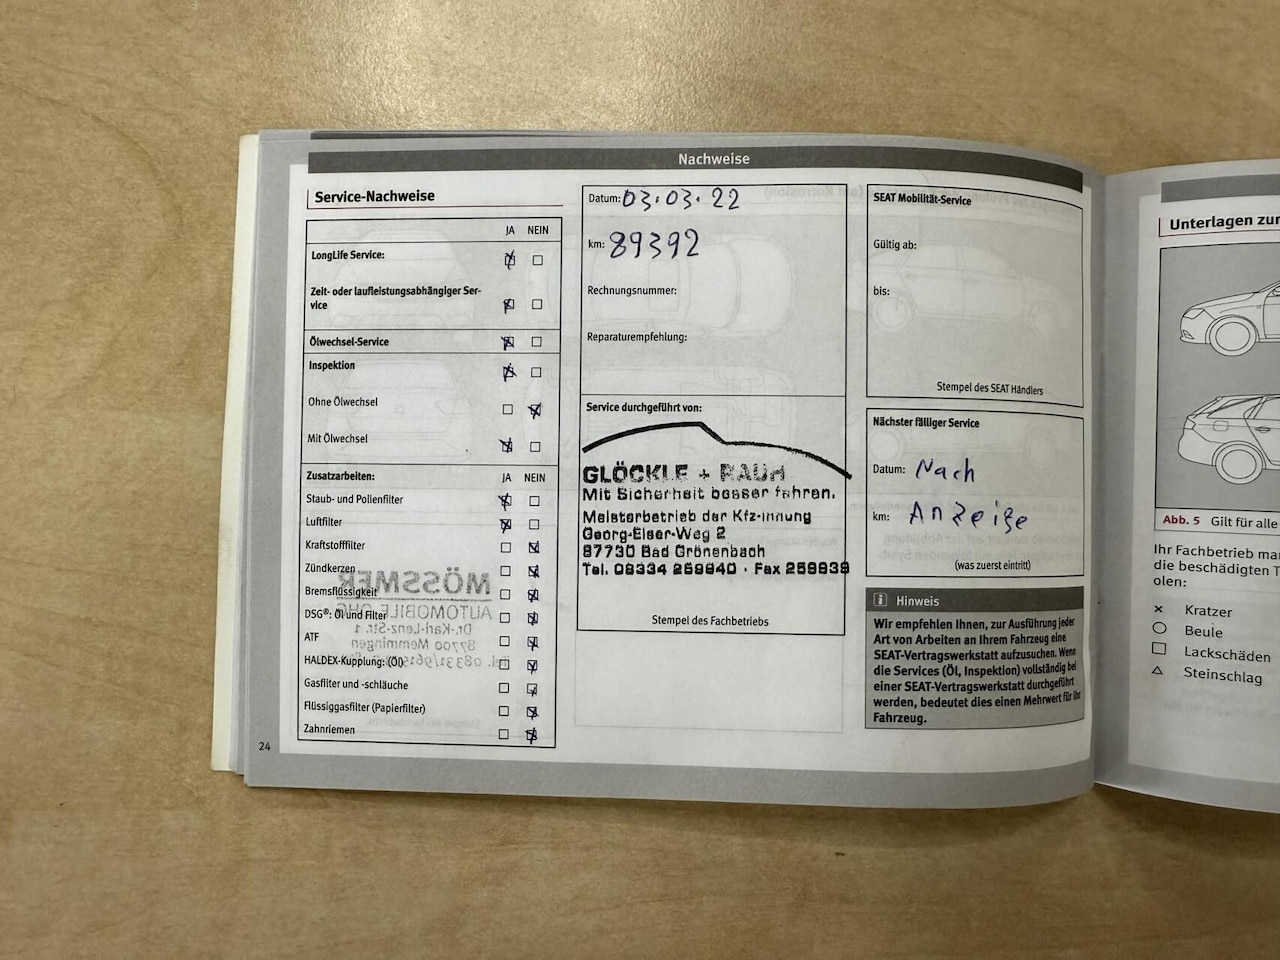 Nachweise
Service-Nachweise
JA NEIN
LongLife Service:
Zeit- oder laufleistungsabhängiger Ser-
vice
Ölwechsel-Service
Inspektion
Ohne Ölwechsel
Mit Ölwechsel
Zusatzarbeiten: JA NEIN
Staub- und Pollenfilter
Luftfilter
Kraftstofffilter
Zündkerzen
Bremsflüssigkeit
DSG®: Öl und Filter
ATF
HALDEX-Kupplung: (Öl)
Gasfilter und -schläuche
Flüssiggasfilter (Papierfilter)
Zahnriemen
24
Datum: 03.03.22
km: 89392
Rechnungsnummer:
Reparaturempfehlung:
Service durchgeführt von:
GLÖCKLE + RAUH
Mit Sicherheit besser fahren.
Meisterbetrieb der Kfz-Innung
Georg-Elser-Weg 2
87730 Bad Grönenbach
Tel. 08334 259840 · Fax 259839
Stempel des Fachbetriebs
SEAT Mobilität-Service
Gültig ab:
bis:
Stempel des SEAT Händlers
Nächster fälliger Service
Datum: Nach
km: Anzeige
(was zuerst eintritt)
i Hinweis
Wir empfehlen Ihnen, zur Ausführung jeder
Art von Arbeiten an Ihrem Fahrzeug eine
SEAT-Vertragswerkstatt aufzusuchen. Wenn
die Services (Öl, Inspektion) vollständig bei
einer SEAT-Vertragswerkstatt durchgeführt
werden, bedeutet dies einen Mehrwert für Ihr
Fahrzeug.
MÖSSMER
AUTOMOBILE OHG
Dr.-Karl-Lenz-Str. 1
87700 Memmingen
Unterlagen zur
Abb. 5 Gilt für alle
Ihr Fachbetrieb
die beschädigten
olen:
Kratzer
Beule
Lackschäden
Steinschlag